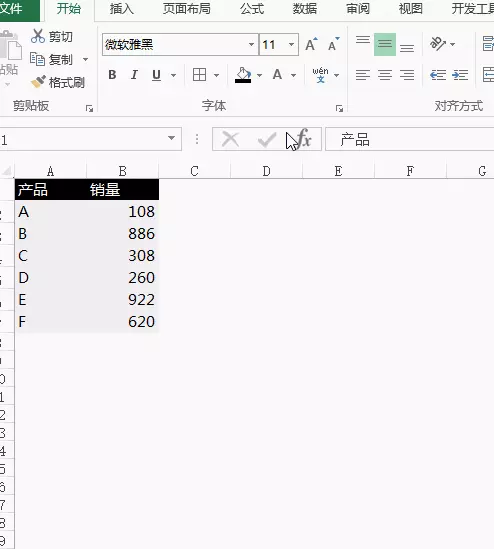 文件 开始 插入 页面布局 公式 数据 审阅 视图 开发工具
剪切
复制
粘贴
格式刷
微软雅黑 11 A A
B I U A wén
剪贴板 字体 对齐方式
1 fx 产品
A B C D E F G
产品 销量
A 108
B 886
C 308
D 260
E 922
F 620